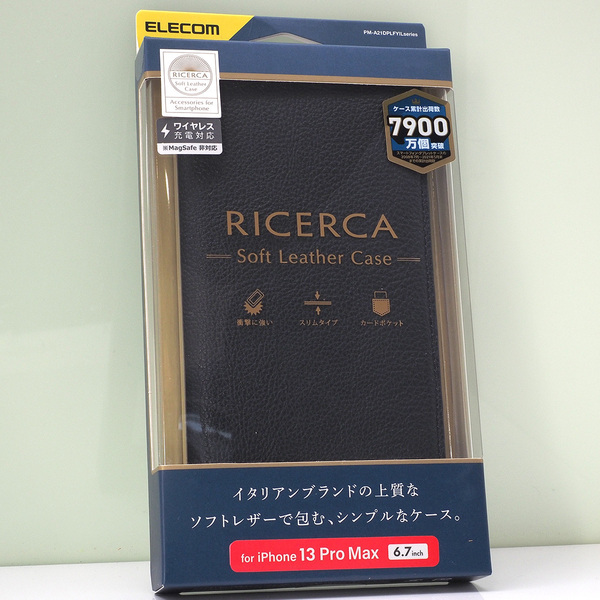 ELECOM
PM-A21DPLFYILseries
RICERCA
Soft Leather
Case
Accessories for
Smartphone
ワイヤレス
充電対応
※MagSafe 非対応
ケース累計出荷数
7900
万個突破
RICERCA
Soft Leather Case
衝撃に強い
スリムタイプ
カードポケット
イタリアンブランドの上質な
ソフトレザーで包む、シンプルなケース。
for iPhone 13 Pro Max 6.7inch